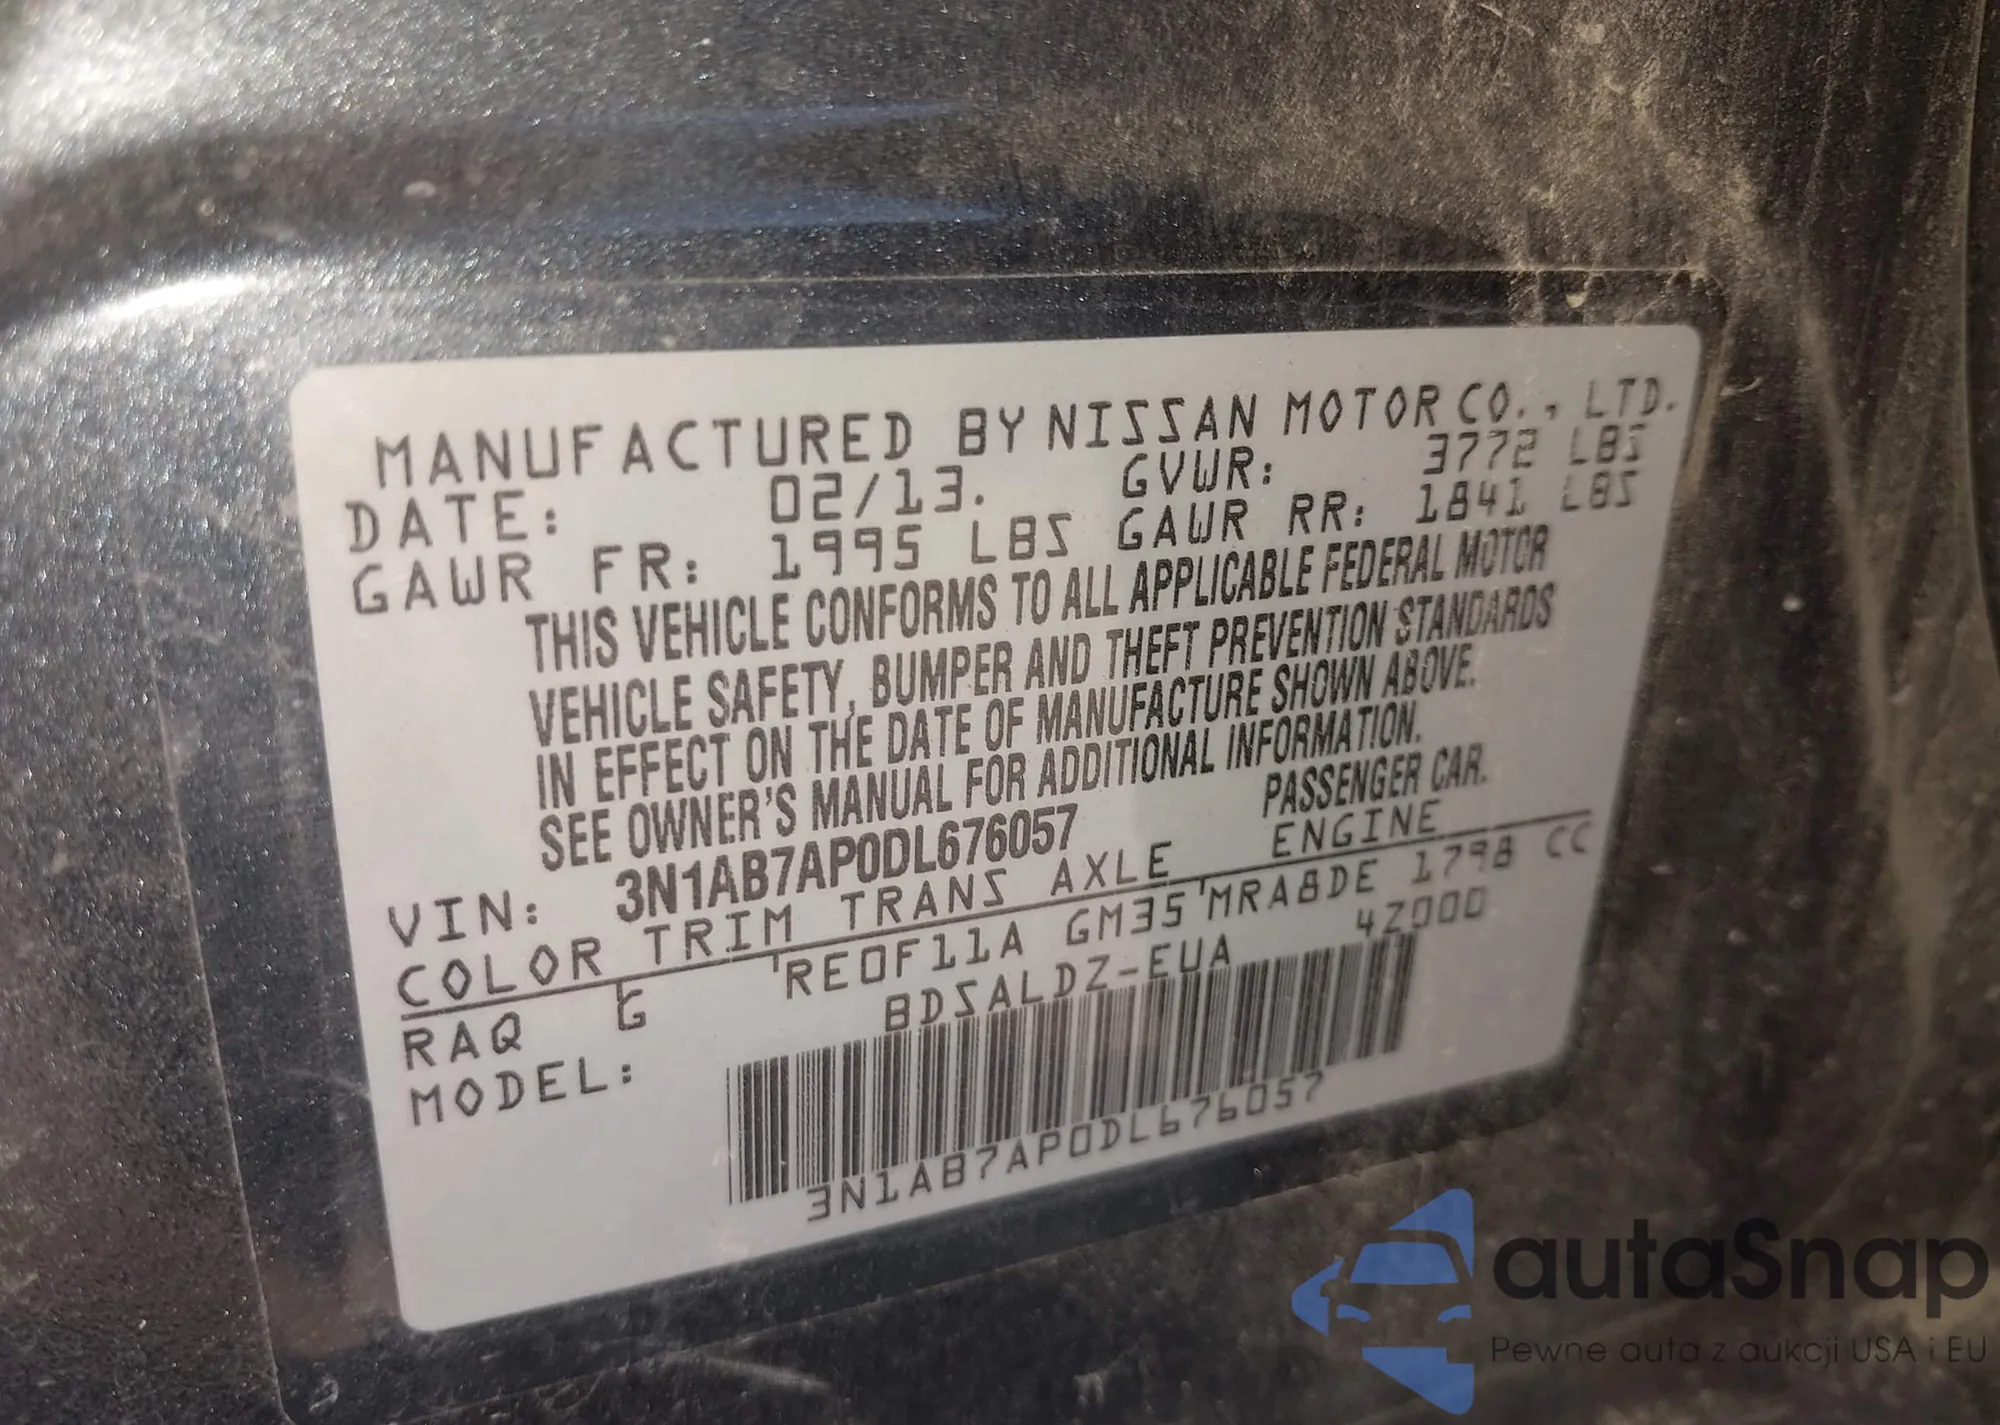 MANUFACTURED BY NISSAN MOTOR CO., LTD.
DATE: 02/13. GVWR: 3772 LBS
GAWR FR: 1995 LBS GAWR RR: 1841 LBS
THIS VEHICLE CONFORMS TO ALL APPLICABLE FEDERAL MOTOR
VEHICLE SAFETY, BUMPER AND THEFT PREVENTION STANDARDS
IN EFFECT ON THE DATE OF MANUFACTURE SHOWN ABOVE.
SEE OWNER'S MANUAL FOR ADDITIONAL INFORMATION.
VIN: 3N1AB7AP0DL676057 PASSENGER CAR.
COLOR TRIM TRANS AXLE ENGINE
RAQ G RE0F11A GM35 MRA8DE 1798 CC
MODEL: BDSALDZ-EUA 4Z000
3N1AB7AP0DL676057
autaSnap
Pewne auta z aukcji USA i EU